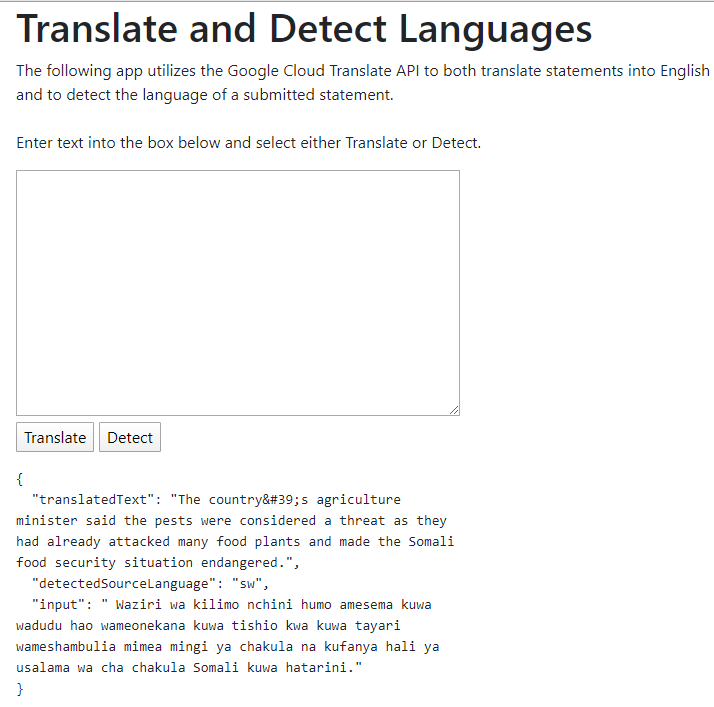 Translate and Detect Languages
The following app utilizes the Google Cloud Translate API to both translate statements into English
and to detect the language of a submitted statement.
Enter text into the box below and select either Translate or Detect.
Translate Detect
{
  "translatedText": "The country&#39;s agriculture
minister said the pests were considered a threat as they
had already attacked many food plants and made the Somali
food security situation endangered.",
  "detectedSourceLanguage": "sw",
  "input": " Waziri wa kilimo nchini humo amesema kuwa
wadudu hao wameonekana kuwa tishio kwa kuwa tayari
wameshambulia mimea mingi ya chakula na kufanya hali ya
usalama wa cha chakula Somali kuwa hatarini."
}